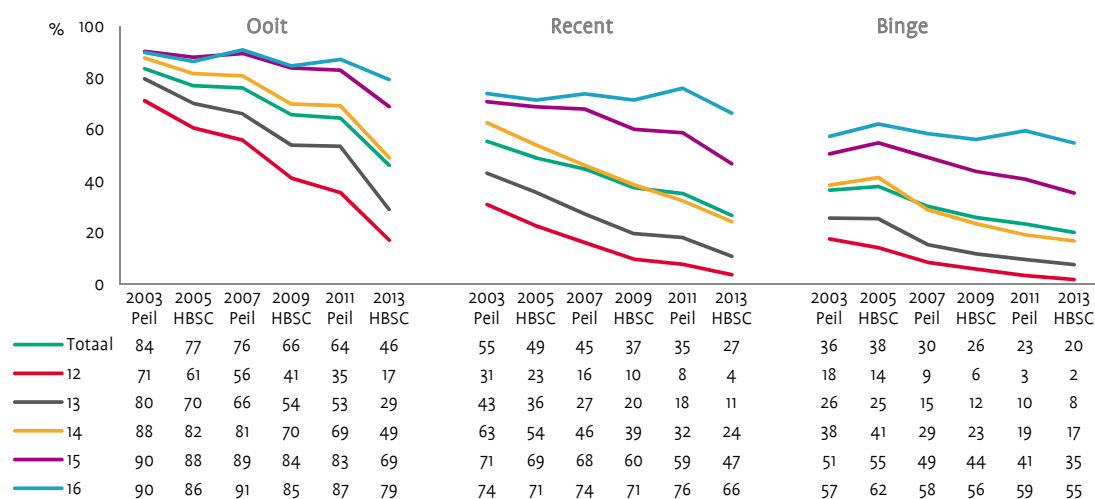 % 100 Ooit Recent Binge
80
60
40
20
0
2003 2005 2007 2009 2011 2013 2003 2005 2007 2009 2011 2013 2003 2005 2007 2009 2011 2013
Peil HBSC Peil HBSC Peil HBSC Peil HBSC Peil HBSC Peil HBSC Peil HBSC Peil HBSC Peil HBSC
Totaal 84 77 76 66 64 46 55 49 45 37 35 27 36 38 30 26 23 20
12 71 61 56 41 35 17 31 23 16 10 8 4 18 14 9 6 3 2
13 80 70 66 54 53 29 43 36 27 20 18 11 26 25 15 12 10 8
14 88 82 81 70 69 49 63 54 46 39 32 24 38 41 29 23 19 17
15 90 88 89 84 83 69 71 69 68 60 59 47 51 55 49 44 41 35
16 90 86 91 85 87 79 74 71 74 71 76 66 57 62 58 56 59 55